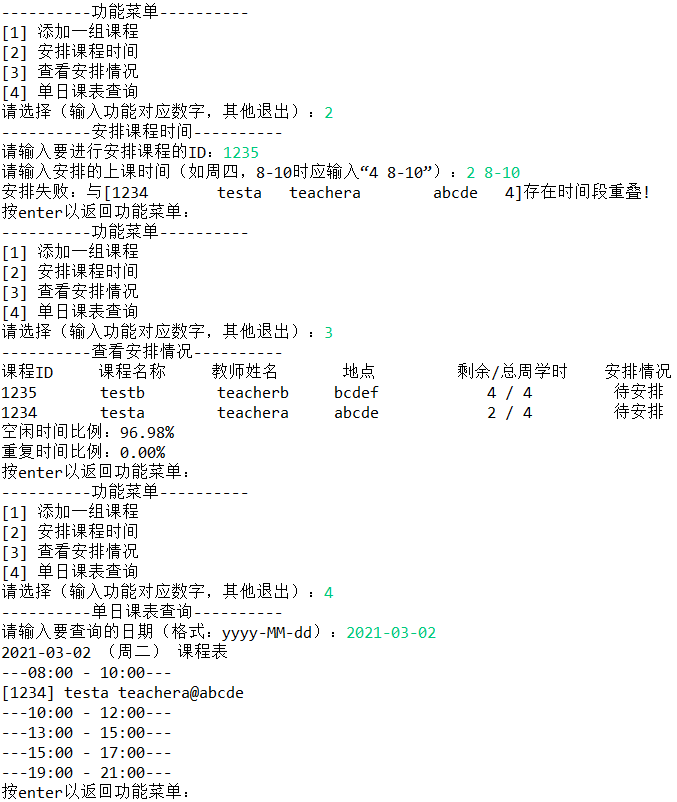 ----------功能菜单----------
[1] 添加一组课程
[2] 安排课程时间
[3] 查看安排情况
[4] 单日课表查询
请选择（输入功能对应数字，其他退出）：2
----------安排课程时间----------
请输入要进行安排课程的ID：1235
请输入安排的上课时间（如周四，8-10时应输入“4 8-10”）：2 8-10
安排失败：与[1234 testa teachera abcde 4]存在时间段重叠!
按enter以返回功能菜单：
----------功能菜单----------
[1] 添加一组课程
[2] 安排课程时间
[3] 查看安排情况
[4] 单日课表查询
请选择（输入功能对应数字，其他退出）：3
----------查看安排情况----------
课程ID 课程名称 教师姓名 地点 剩余/总周学时 安排情况
1235 testb teacherb bcdef 4 / 4 待安排
1234 testa teachera abcde 2 / 4 待安排
空闲时间比例：96.98%
重复时间比例：0.00%
按enter以返回功能菜单：
----------功能菜单----------
[1] 添加一组课程
[2] 安排课程时间
[3] 查看安排情况
[4] 单日课表查询
请选择（输入功能对应数字，其他退出）：4
----------单日课表查询----------
请输入要查询的日期（格式：yyyy-MM-dd）：2021-03-02
2021-03-02 （周二） 课程表
---08:00 - 10:00---
[1234] testa teachera@abcde
---10:00 - 12:00---
---13:00 - 15:00---
---15:00 - 17:00---
---19:00 - 21:00---
按enter以返回功能菜单：